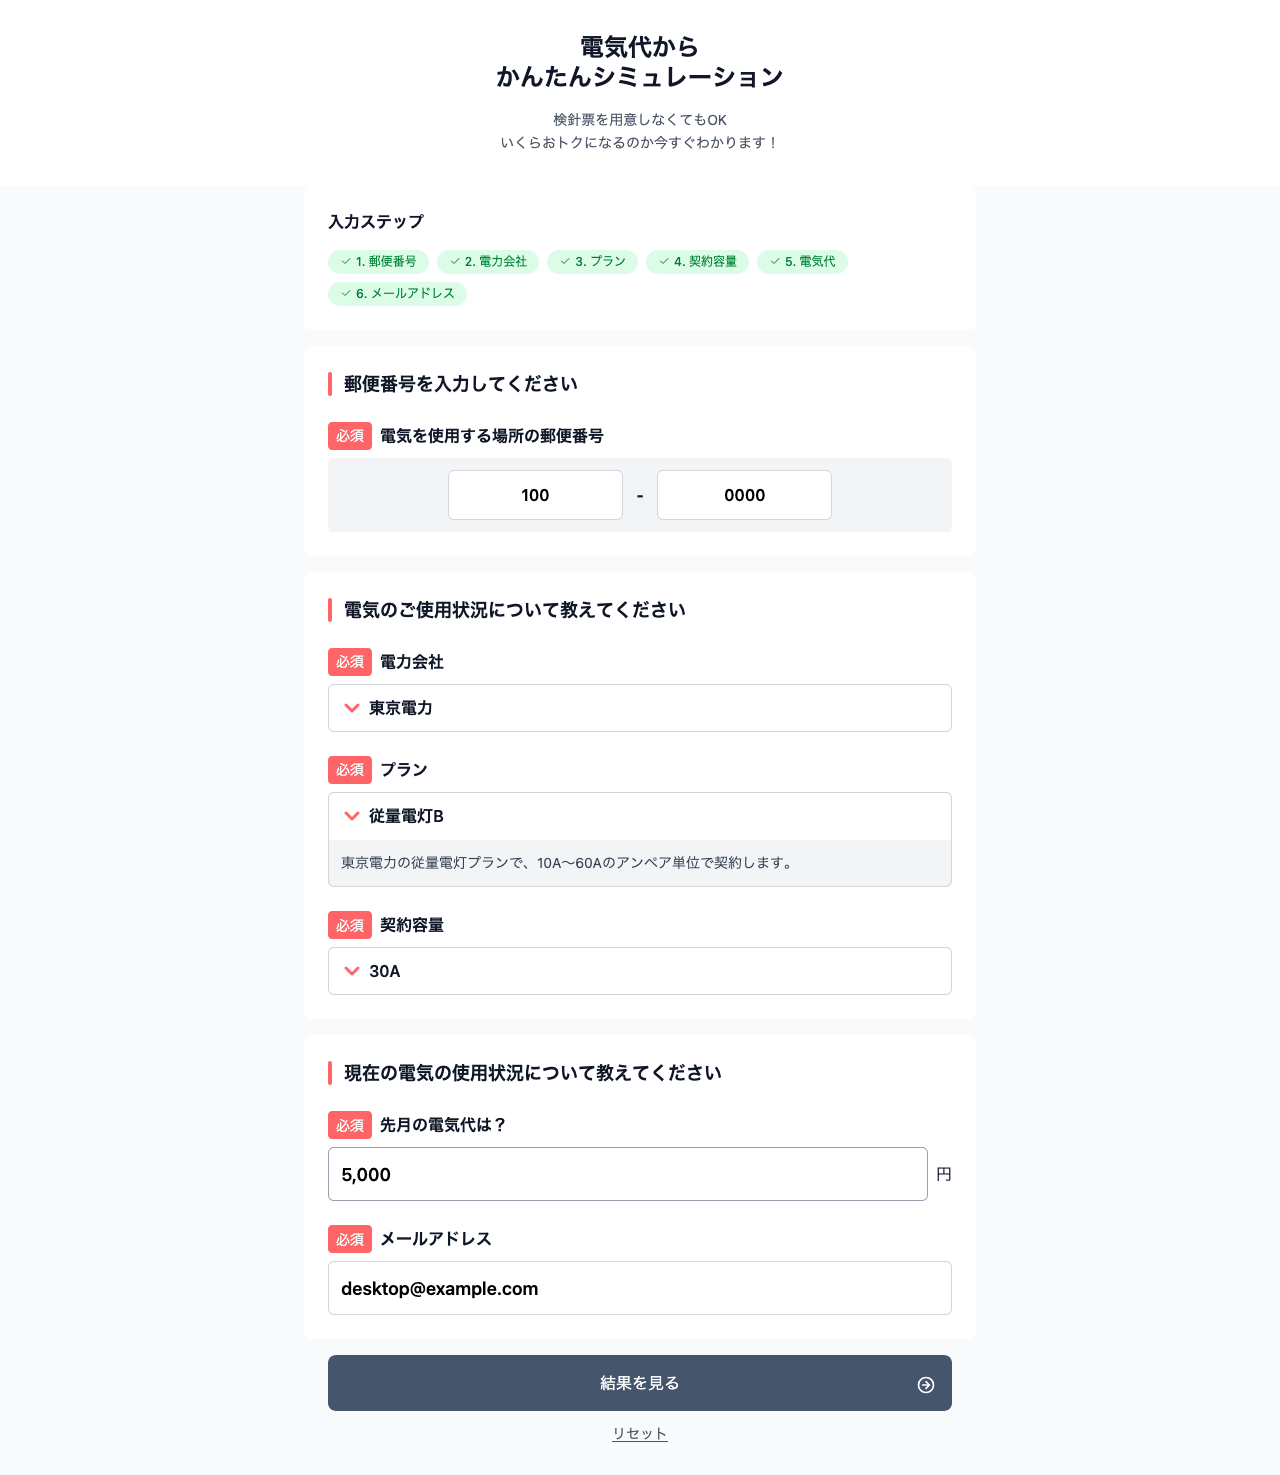 電気代から
かんたんシミュレーション
検針票を用意しなくてもOK
いくらおトクになるのか今すぐわかります！
入力ステップ
1. 郵便番号
2. 電力会社
3. プラン
4. 契約容量
5. 電気代
6. メールアドレス
郵便番号を入力してください
必須 電気を使用する場所の郵便番号
100 - 0000
電気のご使用状況について教えてください
必須 電力会社
東京電力
必須 プラン
従量電灯B
東京電力の従量電灯プランで、10A〜60Aのアンペア単位で契約します。
必須 契約容量
30A
現在の電気の使用状況について教えてください
必須 先月の電気代は？
5,000 円
必須 メールアドレス
desktop@example.com
結果を見る
リセット